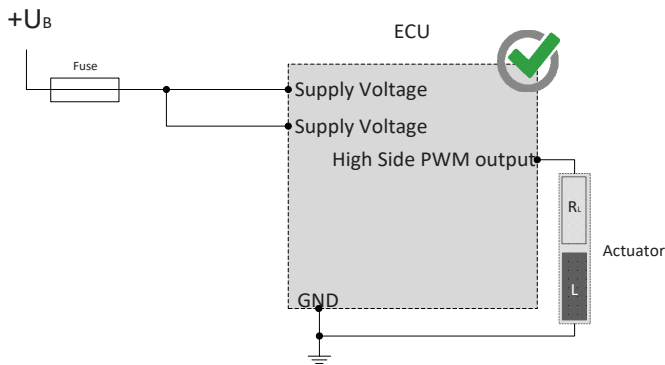 +UB
Fuse
ECU
Supply Voltage
Supply Voltage
High Side PWM output
RL
Actuator
L
GND